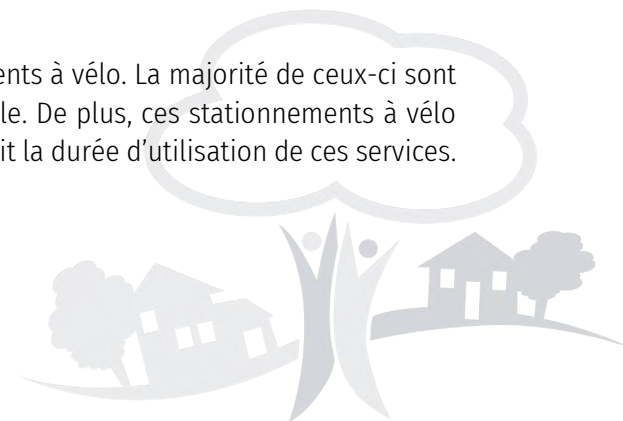 ents à vélo. La majorité de ceux-ci sont
le. De plus, ces stationnements à vélo
it la durée d’utilisation de ces services.